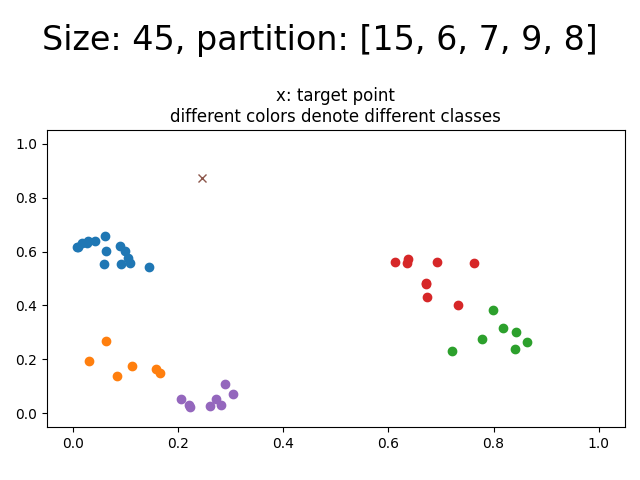 Size: 45, partition: [15, 6, 7, 9, 8]
x: target point
different colors denote different classes
1.0
0.8
0.6
0.4
0.2
0.0
0.0 0.2 0.4 0.6 0.8 1.0